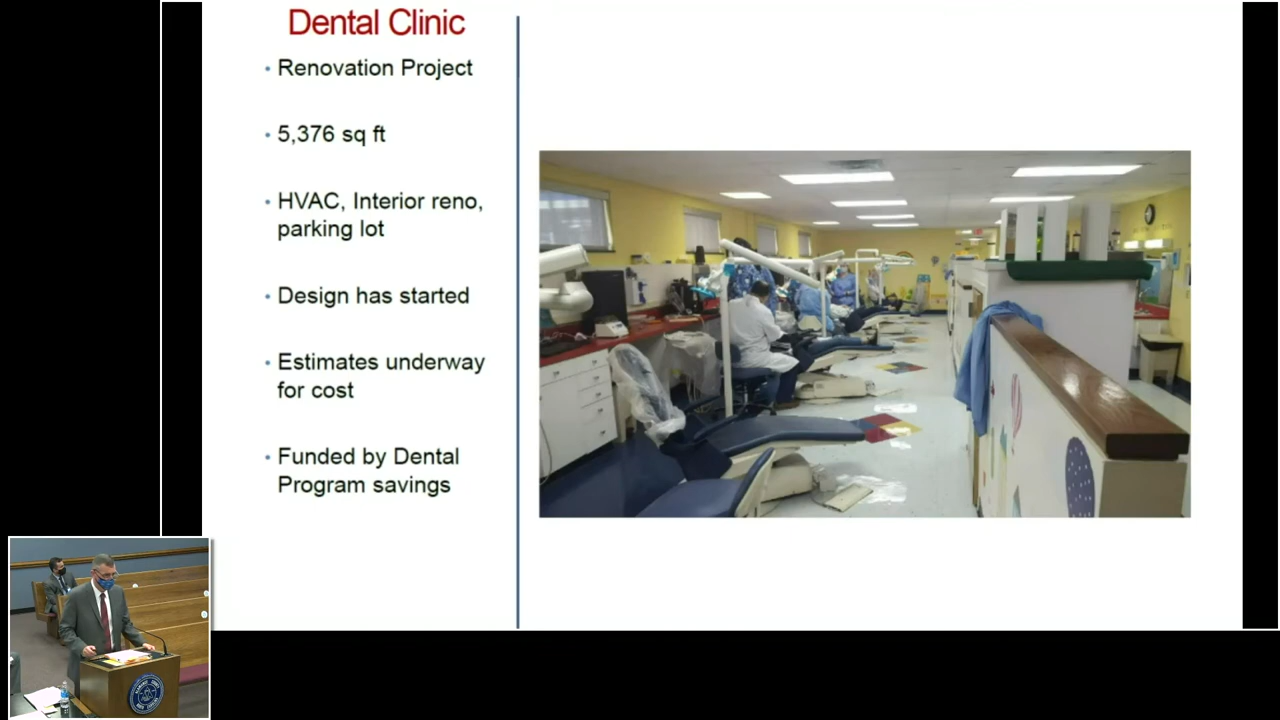 Dental Clinic
• Renovation Project
• 5,376 sq ft
• HVAC, Interior reno,
parking lot
• Design has started
• Estimates underway
for cost
• Funded by Dental
Program savings